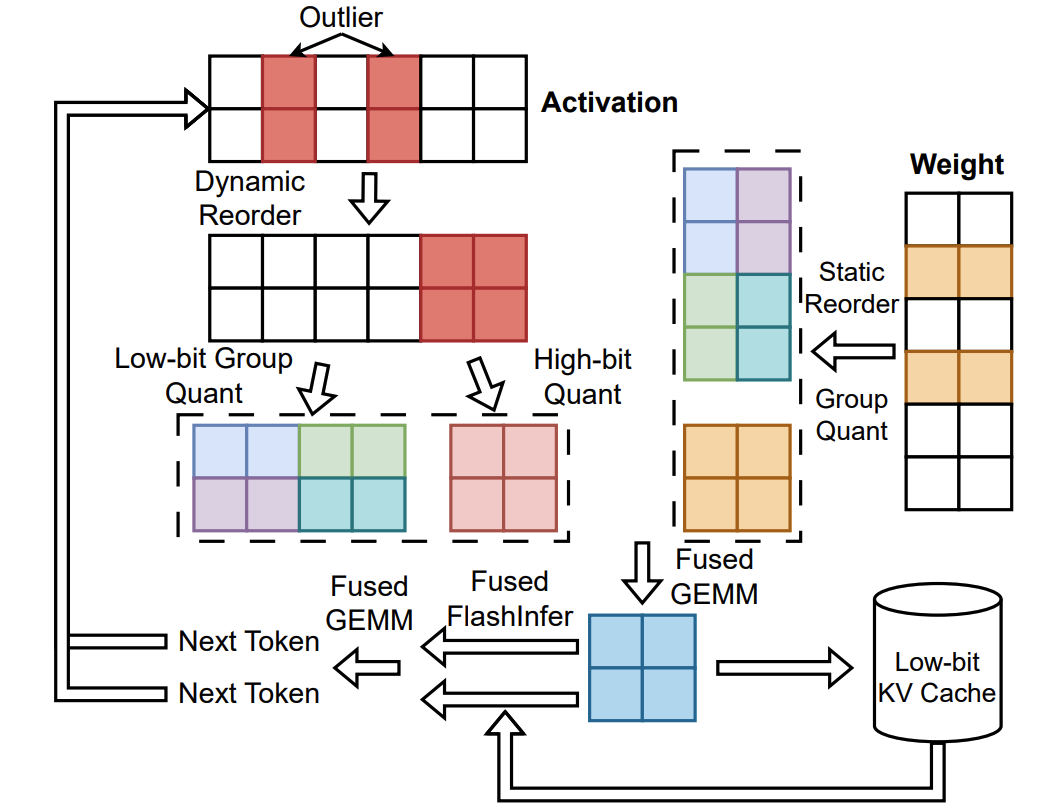 Outlier
Activation
Dynamic
Reorder
Weight
Static
Reorder
Group
Quant
Low-bit Group
Quant
High-bit
Quant
Fused
GEMM
Fused
FlashInfer
Fused
GEMM
Next Token
Next Token
Low-bit
KV Cache